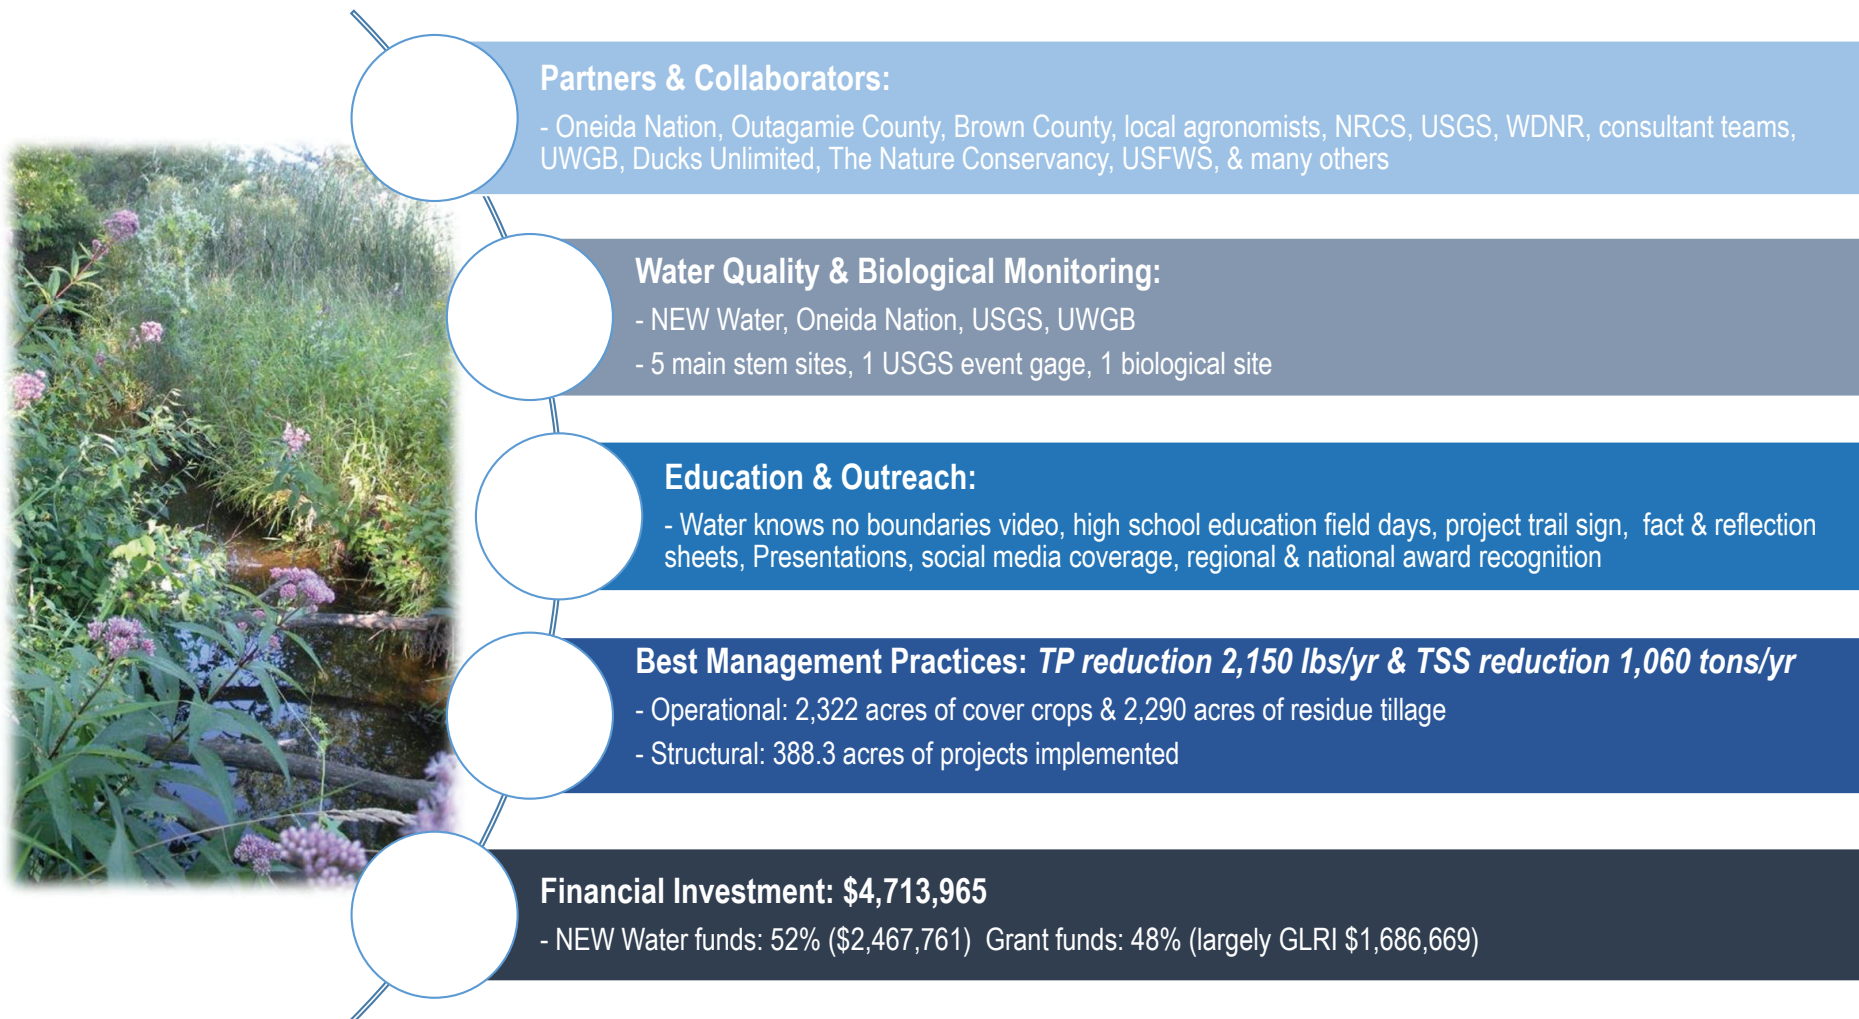 Partners & Collaborators:
- Oneida Nation, Outagamie County, Brown County, local agronomists, NRCS, USGS, WDNR, consultant teams,
UWGB, Ducks Unlimited, The Nature Conservancy, USFWS, & many others
Water Quality & Biological Monitoring:
- NEW Water, Oneida Nation, USGS, UWGB
- 5 main stem sites, 1 USGS event gage, 1 biological site
Education & Outreach:
- Water knows no boundaries video, high school education field days, project trail sign, fact & reflection
sheets, Presentations, social media coverage, regional & national award recognition
Best Management Practices: TP reduction 2,150 lbs/yr & TSS reduction 1,060 tons/yr
- Operational: 2,322 acres of cover crops & 2,290 acres of residue tillage
- Structural: 388.3 acres of projects implemented
Financial Investment: $4,713,965
- NEW Water funds: 52% ($2,467,761) Grant funds: 48% (largely GLRI $1,686,669)